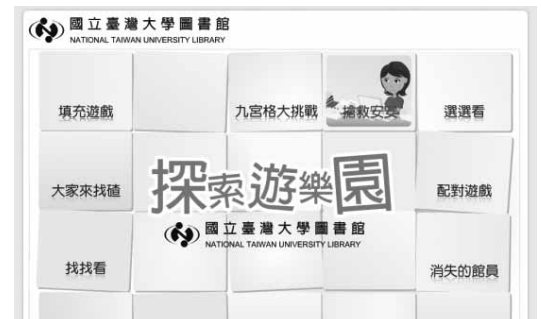 國立臺灣大學圖書館
NATIONAL TAIWAN UNIVERSITY LIBRARY
填充遊戲
九宮格大挑戰
搶救安安
選選看
大家來找碴
探索遊樂園
配對遊戲
國立臺灣大學圖書館
NATIONAL TAIWAN UNIVERSITY LIBRARY
找找看
消失的館員